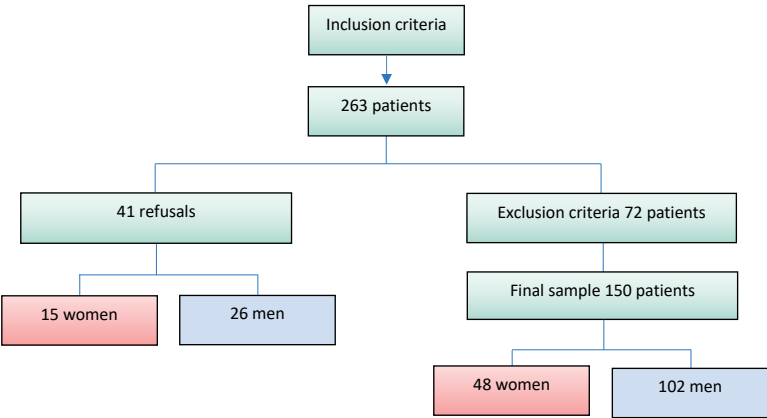 Inclusion criteria
263 patients
41 refusals
Exclusion criteria 72 patients
15 women
26 men
Final sample 150 patients
48 women
102 men